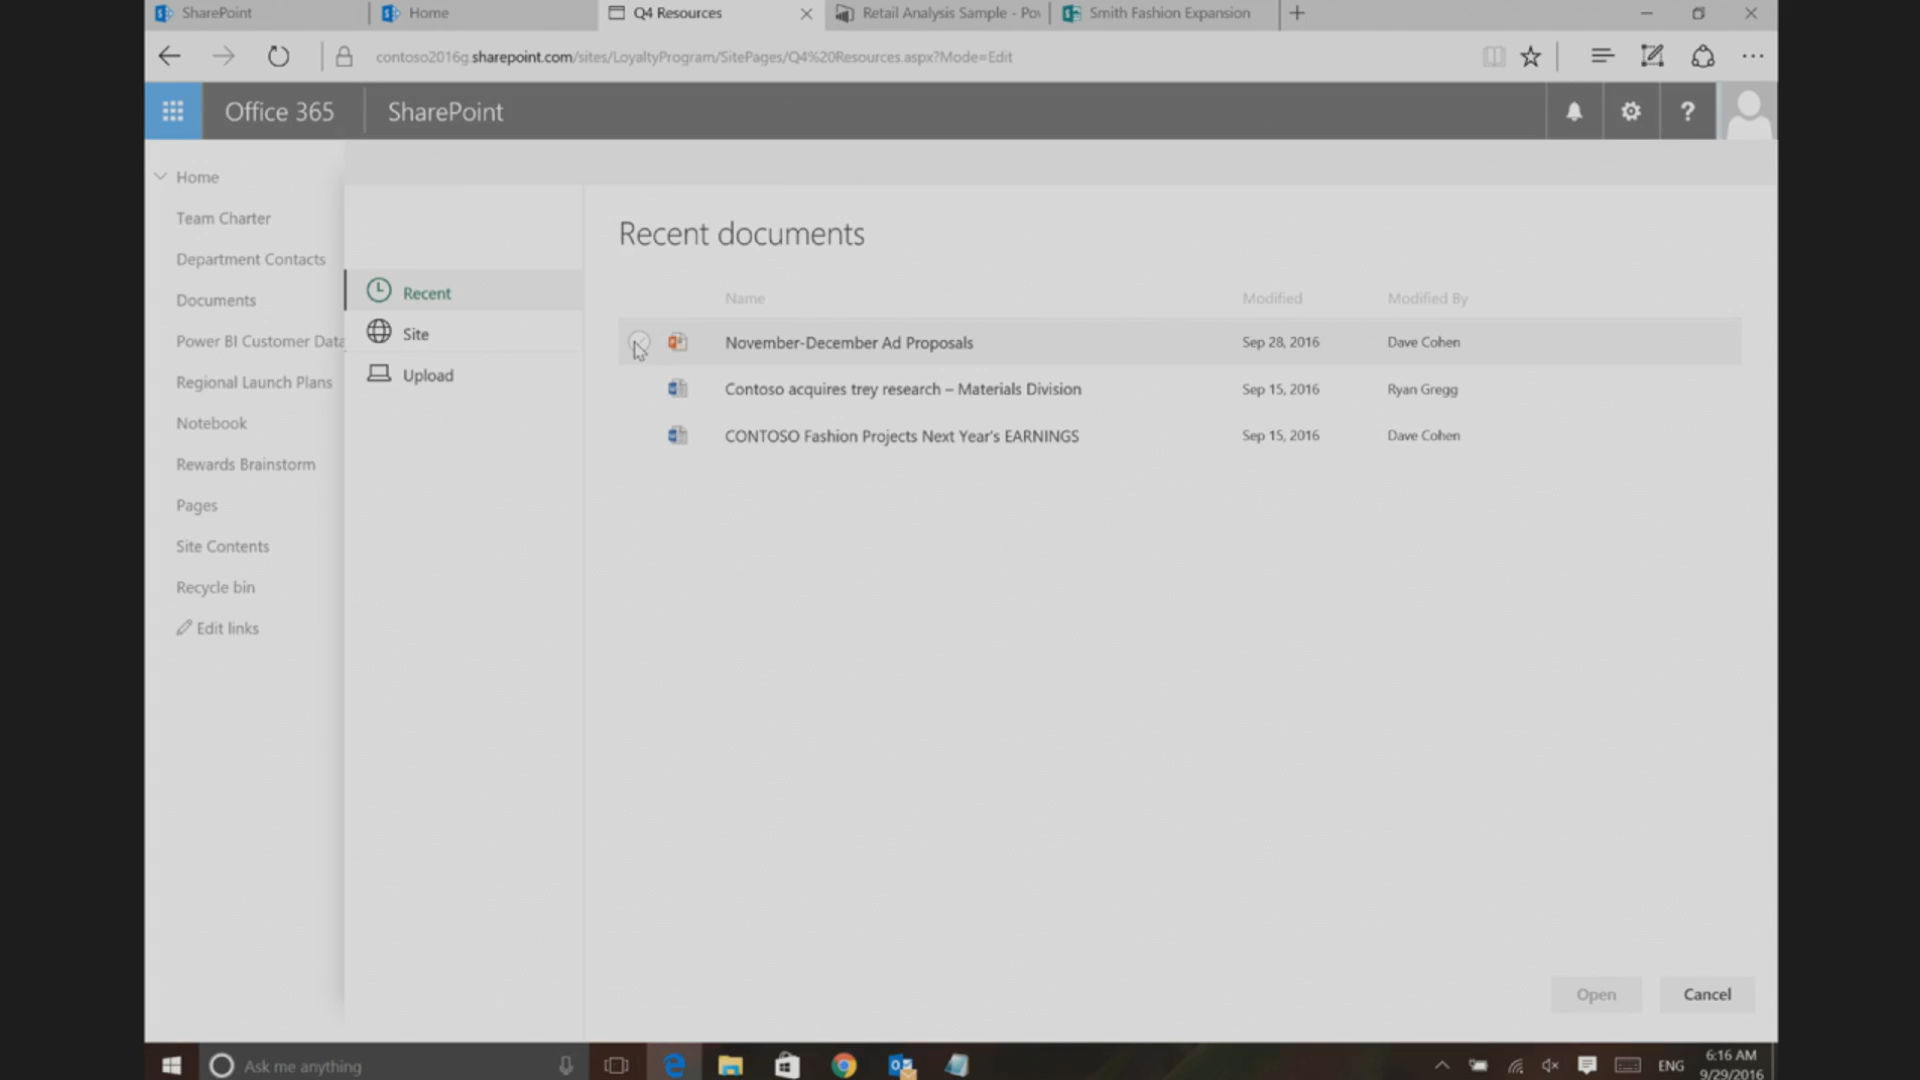 SharePoint
Home
Q4 Resources
Retail Analysis Sample - Po
Smith Fashion Expansion
contoso2016g.sharepoint.com/sites/LoyaltyProgram/SitePages/Q4%20Resources.aspx?Mode=Edit
Office 365
SharePoint
Home
Team Charter
Department Contacts
Documents
Power BI Customer Data
Regional Launch Plans
Notebook
Rewards Brainstorm
Pages
Site Contents
Recycle bin
Edit links
Recent
Site
Upload
Recent documents
Name Modified Modified By
November-December Ad Proposals Sep 28, 2016 Dave Cohen
Contoso acquires trey research – Materials Division Sep 15, 2016 Ryan Gregg
CONTOSO Fashion Projects Next Year's EARNINGS Sep 15, 2016 Dave Cohen
Open Cancel
Ask me anything
ENG
6:16 AM
9/29/2016